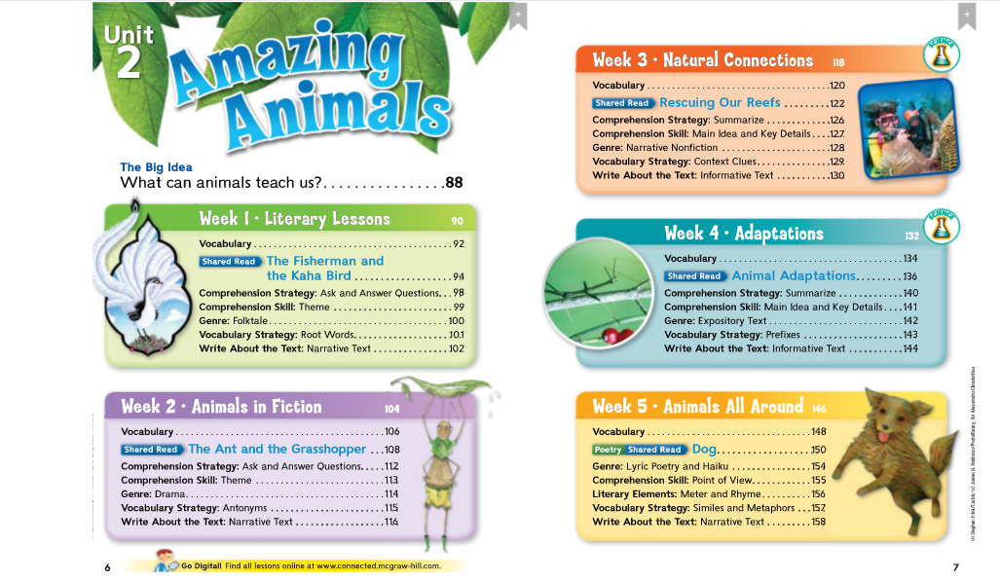 Unit
2
Amazing
Animals
The Big Idea
What can animals teach us?................88
Week 1 · Literary Lessons 90
Vocabulary............................................92
Shared Read The Fisherman and
the Kaha Bird......................94
Comprehension Strategy: Ask and Answer Questions...98
Comprehension Skill: Theme..........................99
Genre: Folktale........................................100
Vocabulary Strategy: Root Words.......................101
Write About the Text: Narrative Text.................102
Week 2 · Animals in Fiction 104
Vocabulary............................................106
Shared Read The Ant and the Grasshopper...108
Comprehension Strategy: Ask and Answer Questions.....112
Comprehension Skill: Theme............................113
Genre: Drama..........................................114
Vocabulary Strategy: Antonyms.........................115
Write About the Text: Narrative Text.................116
6
Go Digital! Find all lessons online at www.connected.mcgraw-hill.com.
Week 3 · Natural Connections 118
SCIENCE
Vocabulary........................................120
Shared Read Rescuing Our Reefs.........122
Comprehension Strategy: Summarize............126
Comprehension Skill: Main Idea and Key Details....127
Genre: Narrative Nonfiction.....................128
Vocabulary Strategy: Context Clues..............129
Write About the Text: Informative Text..........130
Week 4 · Adaptations 132
SCIENCE
Vocabulary........................................134
Shared Read Animal Adaptations.........136
Comprehension Strategy: Summarize............140
Comprehension Skill: Main Idea and Key Details....141
Genre: Expository Text..........................142
Vocabulary Strategy: Prefixes...................143
Write About the Text: Informative Text..........144
Week 5 · Animals All Around 146
Vocabulary........................................148
Poetry Shared Read Dog..................150
Genre: Lyric Poetry and Haiku................154
Comprehension Skill: Point of View............155
Literary Elements: Meter and Rhyme...........156
Vocabulary Strategy: Similes and Metaphors...157
Write About the Text: Narrative Text.........158
7